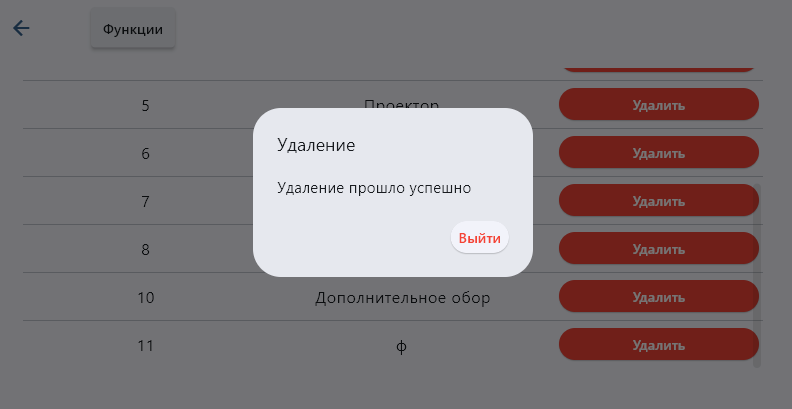 Функции
5 Проектор Удалить
6 Удалить
Удаление
7 Удалить
Удаление прошло успешно
8 Удалить
Выйти
10 Дополнительное обор Удалить
11 ф Удалить